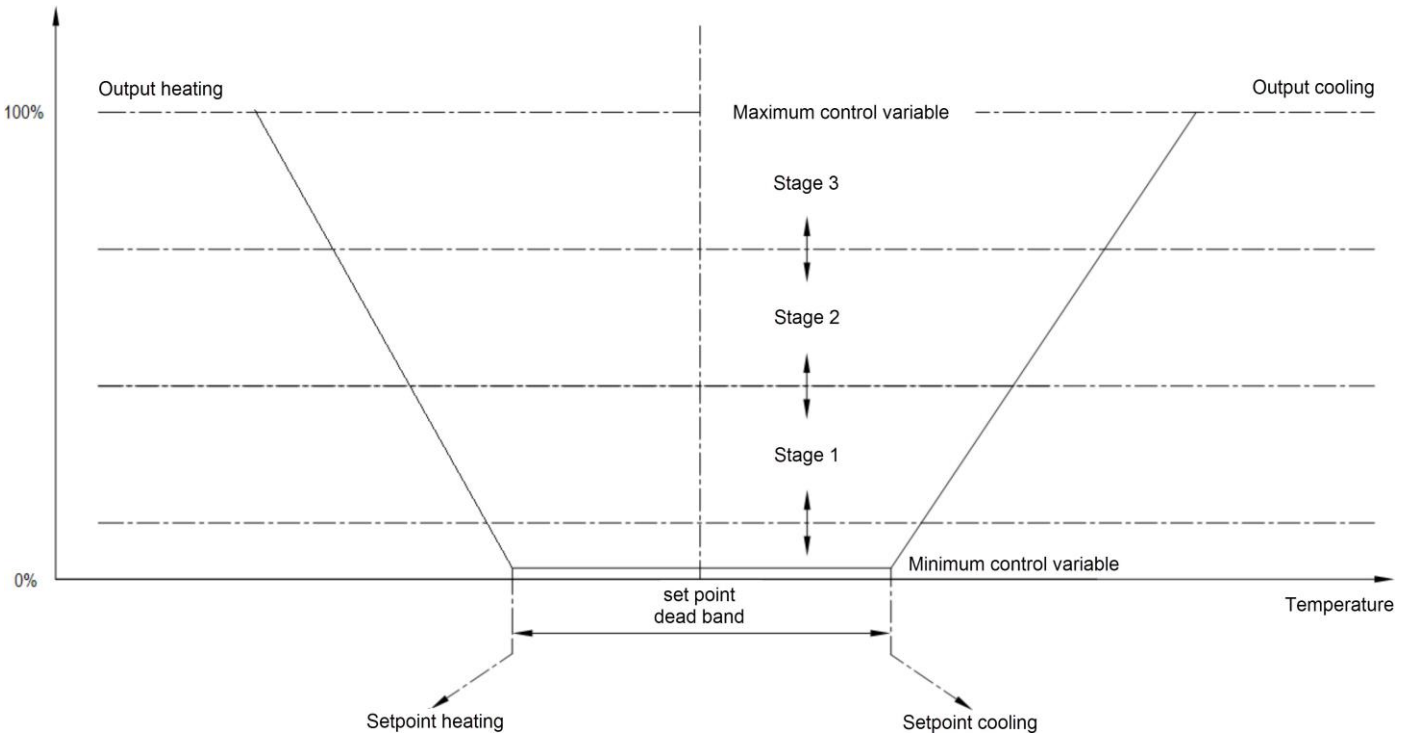 Output heating
Output cooling
100%
Maximum control variable
Stage 3
Stage 2
Stage 1
Minimum control variable
0%
set point
dead band
Temperature
Setpoint heating
Setpoint cooling